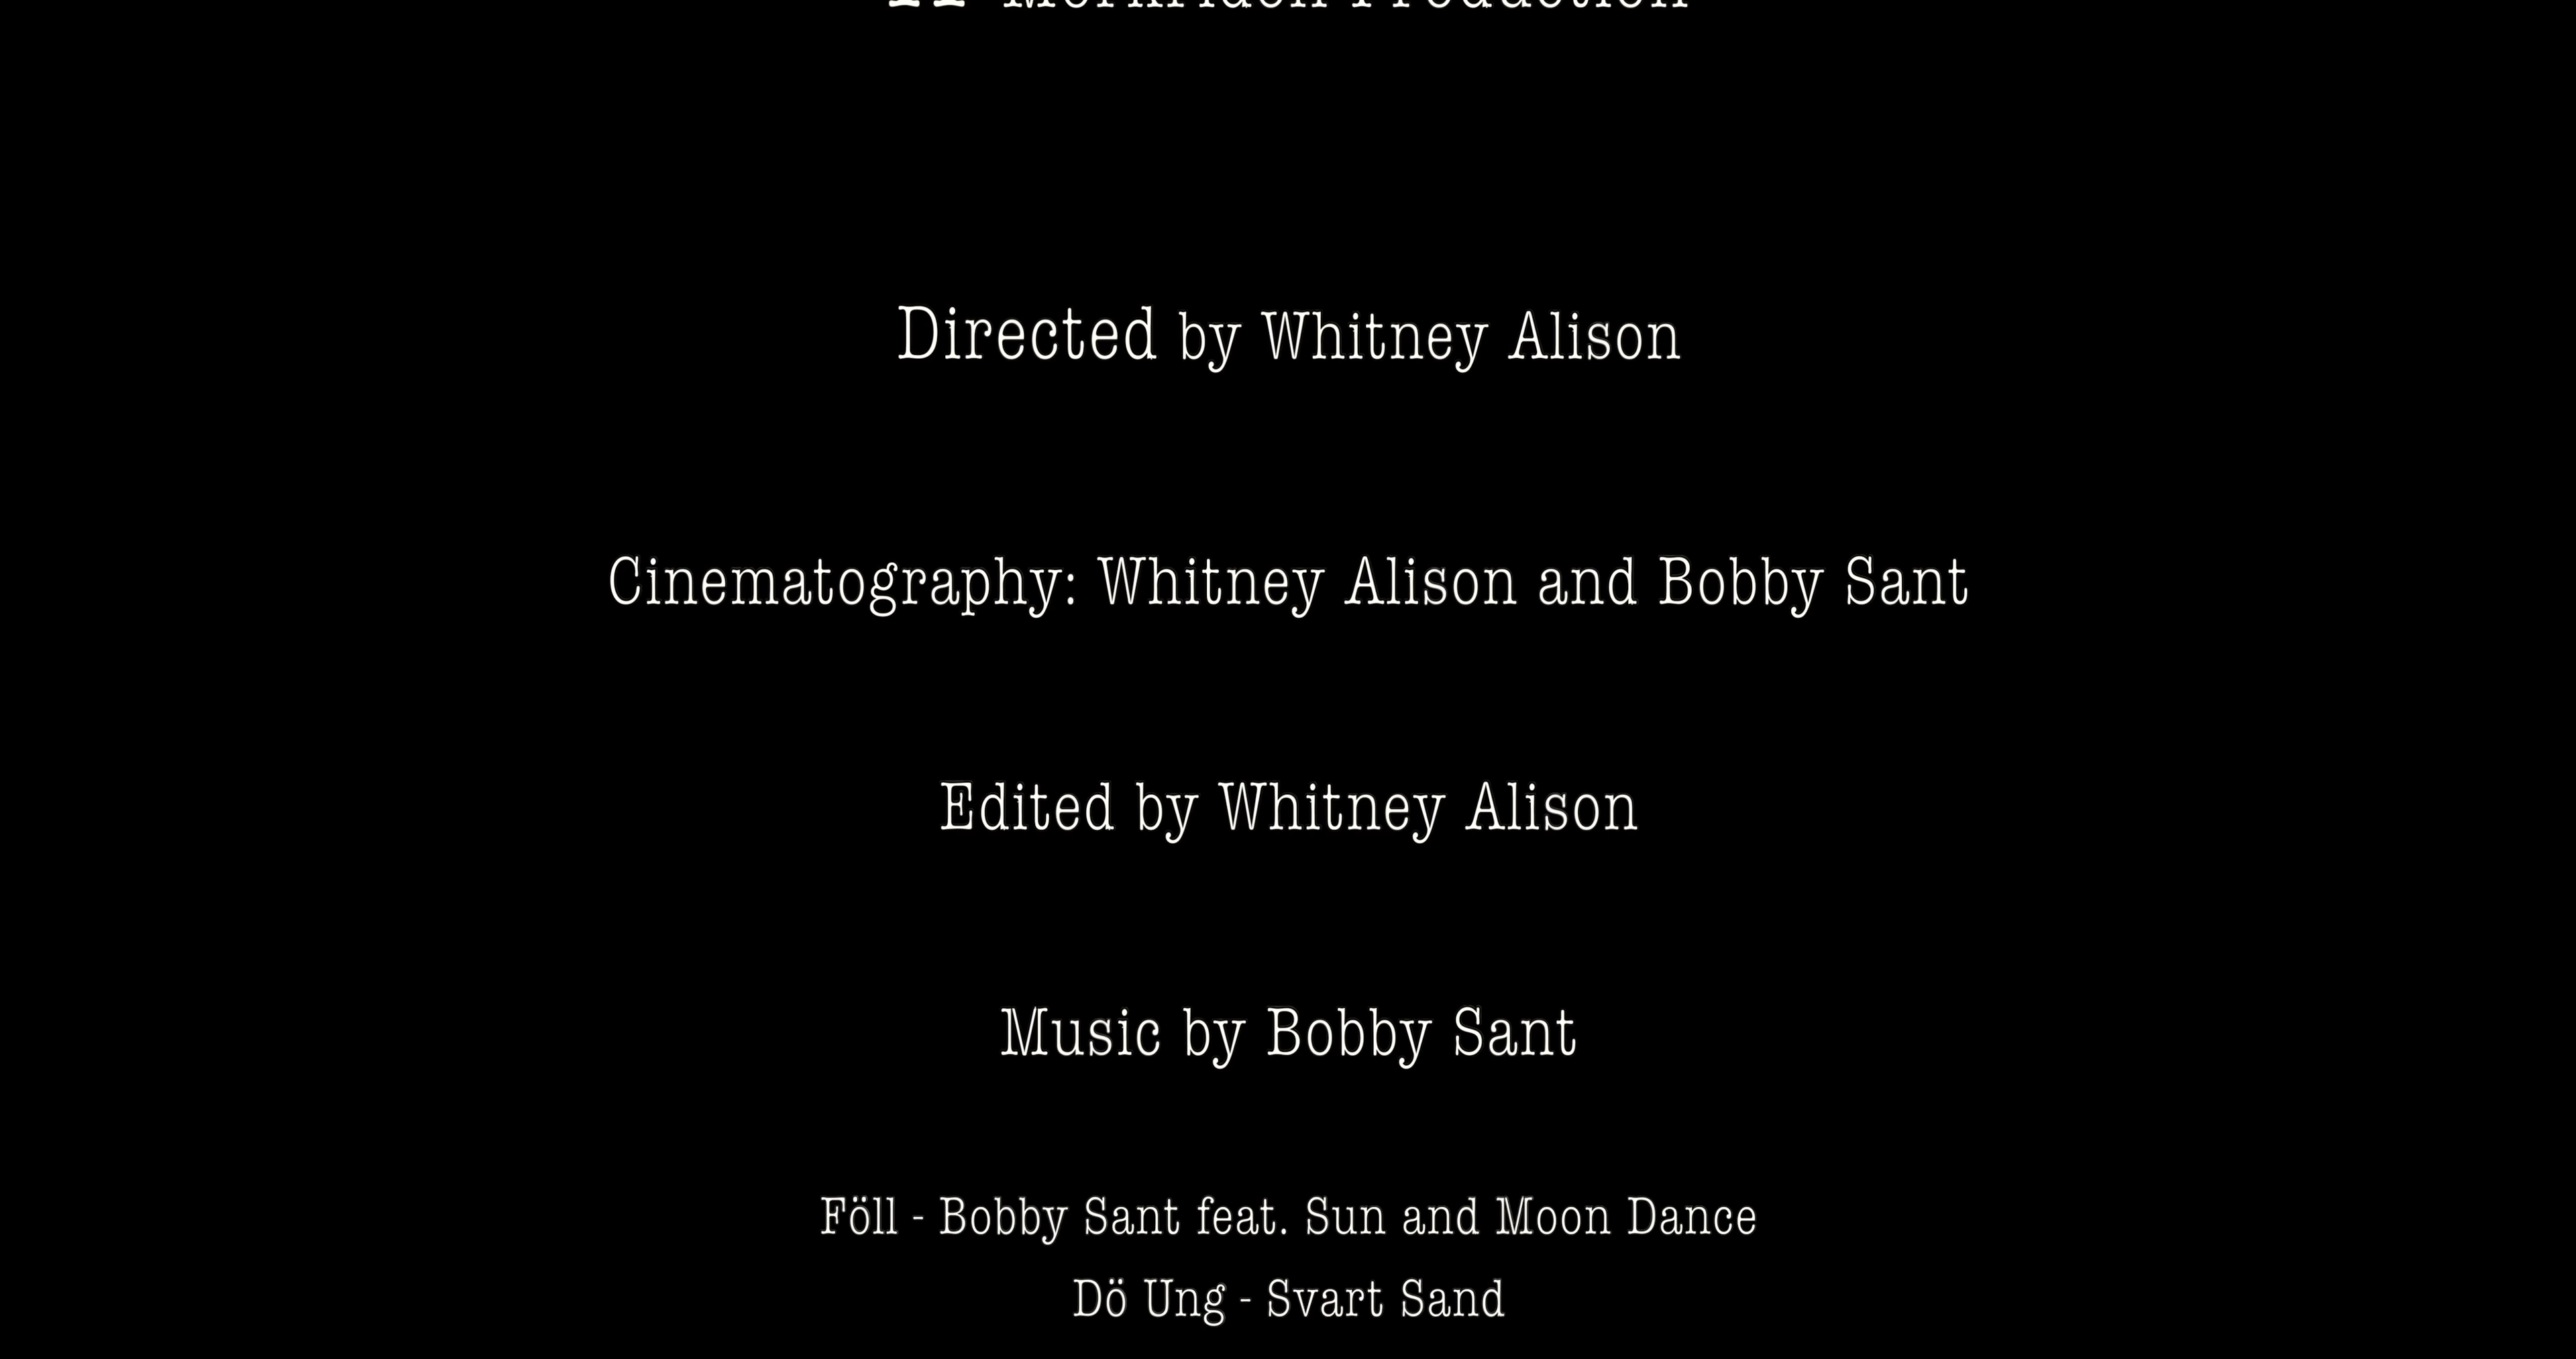 Production
Directed by Whitney Alison
Cinematography: Whitney Alison and Bobby Sant
Edited by Whitney Alison
Music by Bobby Sant
Föll - Bobby Sant feat. Sun and Moon Dance
Dö Ung - Svart Sand